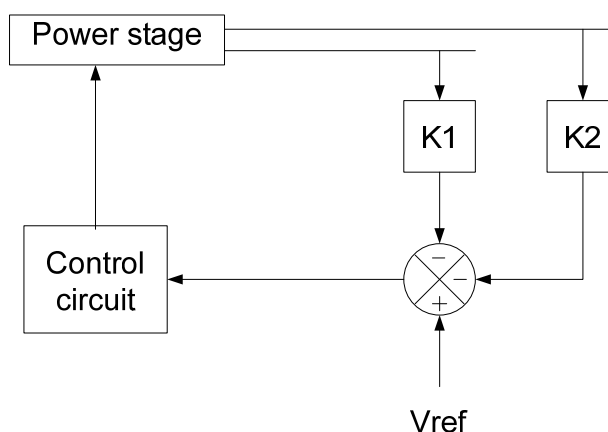 Power stage
K1
K2
Control
circuit
−
−
+
Vref